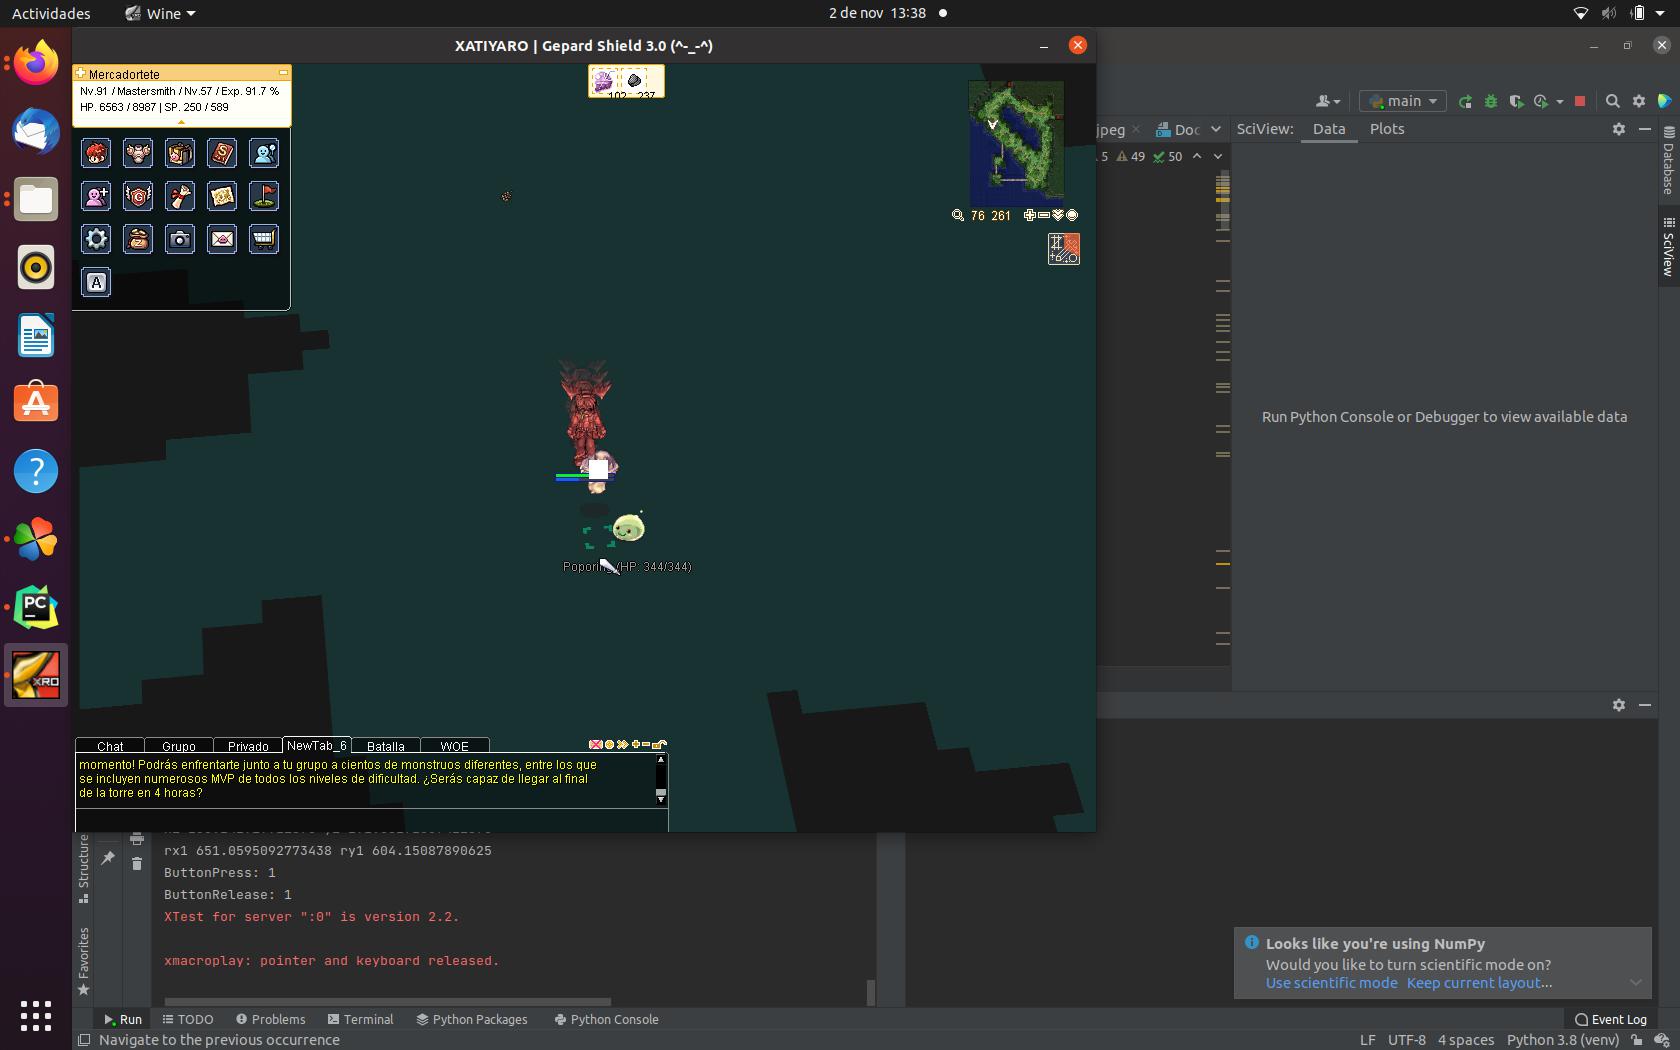 Actividades
Wine
2 de nov 13:38
XATIYARO | Gepard Shield 3.0 (^-_-^)
Mercadortete
Nv.91 / Mastersmith / Nv.57 / Exp. 91.7 %
HP. 6563 / 8987 | SP. 250 / 589
102 237
76 261
A
Poporing (HP: 344/344)
Chat
Grupo
Privado
NewTab_6
Batalla
WOE
momento! Podrás enfrentarte junto a tu grupo a cientos de monstruos diferentes, entre los que
se incluyen numerosos MVP de todos los niveles de dificultad. ¿Serás capaz de llegar al final
de la torre en 4 horas?
main
jpeg
Doc
SciView:
Data
Plots
5
49
50
Database
SciView
Run Python Console or Debugger to view available data
PC
XRO
Structure
Favorites
rx1 651.0595092773438 ry1 604.15087890625
ButtonPress: 1
ButtonRelease: 1
XTest for server ":0" is version 2.2.
xmacroplay: pointer and keyboard released.
Looks like you're using NumPy
Would you like to turn scientific mode on?
Use scientific mode Keep current layout...
Run
TODO
Problems
Terminal
Python Packages
Python Console
Event Log
Navigate to the previous occurrence
LF
UTF-8
4 spaces
Python 3.8 (venv)